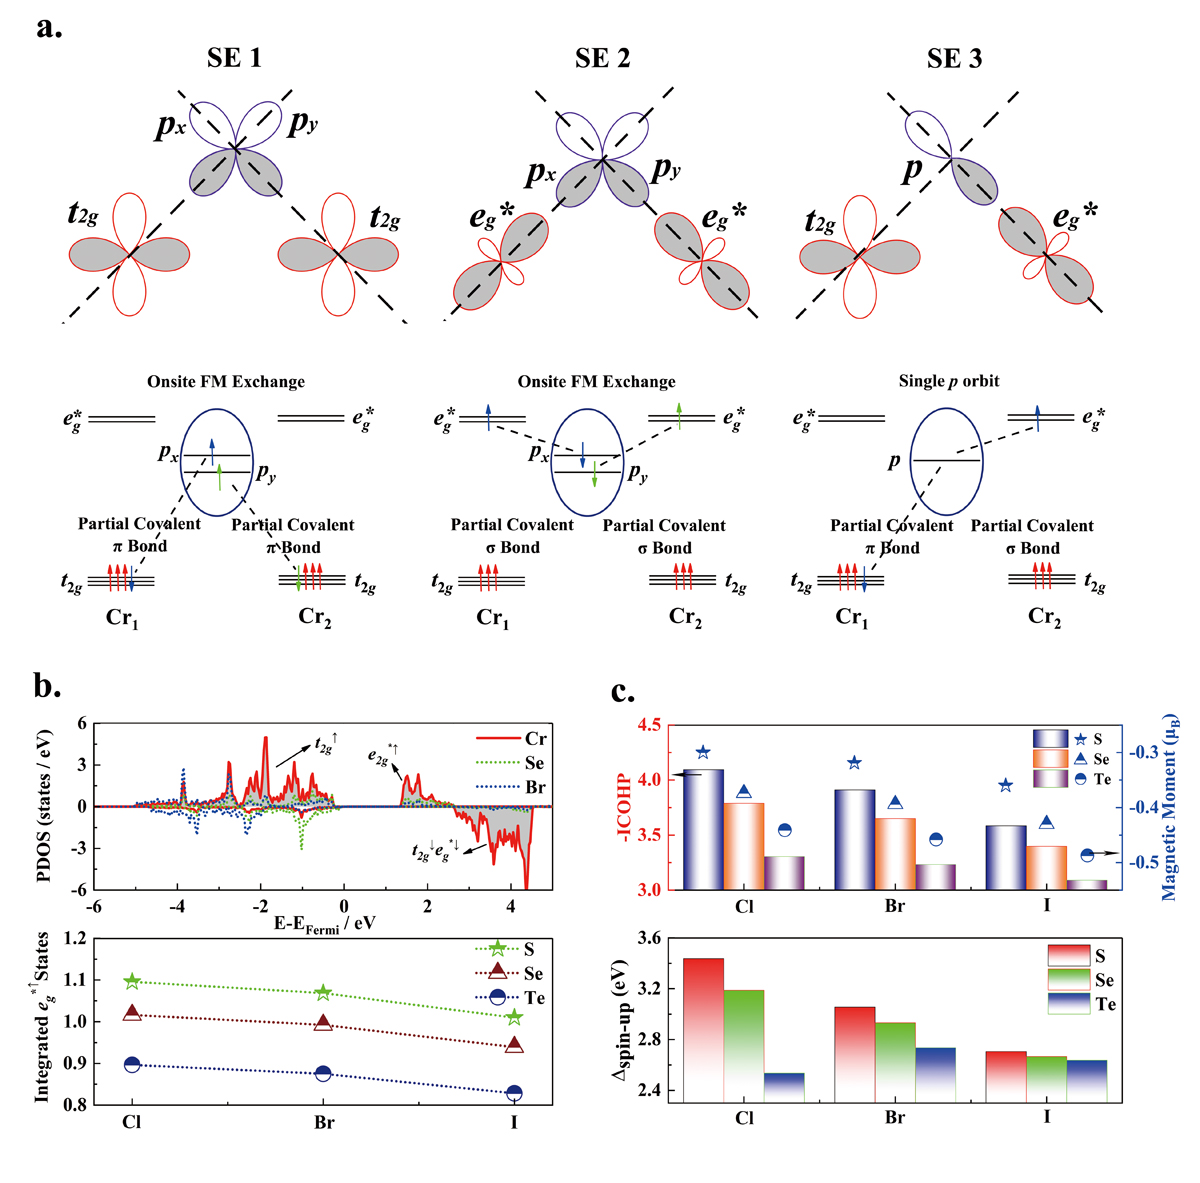 a.
SE 1
SE 2
SE 3
px
py
t2g
t2g
px
py
eg*
eg*
p
t2g
eg*
Onsite FM Exchange
Onsite FM Exchange
Single p orbit
eg*
eg*
px
py
Partial Covalent
π Bond
Partial Covalent
π Bond
t2g
t2g
Cr1
Cr2
eg*
eg*
px
py
Partial Covalent
σ Bond
Partial Covalent
σ Bond
t2g
Cr1
Cr2
eg*
eg*
p
Partial Covalent
π Bond
Partial Covalent
σ Bond
t2g
t2g
t2g
Cr1
Cr2
b.
PDOS (states / eV)
6
3
0
-3
-6
t2g↑
e2g*↑
t2g↓eg*↓
Cr
Se
Br
-6
-4
-2
0
2
4
E-EFermi / eV
Integrated eg*↑States
1.2
1.1
1.0
0.9
0.8
S
Se
Te
Cl
Br
I
c.
-ICOHP
4.5
4.0
3.5
3.0
S
Se
Te
-0.3
-0.4
-0.5
Magnetic Moment (μB)
Cl
Br
I
Δspin-up (eV)
3.6
3.2
2.8
2.4
S
Se
Te
Cl
Br
I